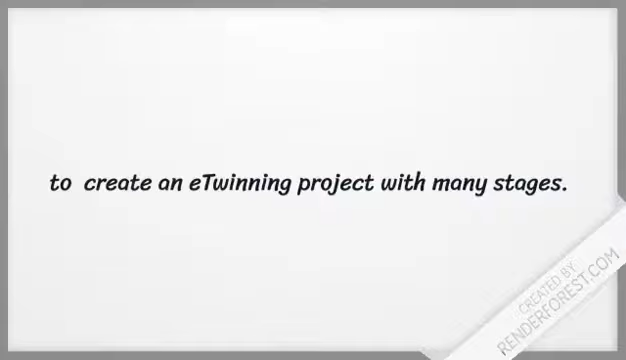 to  create an eTwinning project with many stages.
CREATED BY
RENDERFOREST.COM